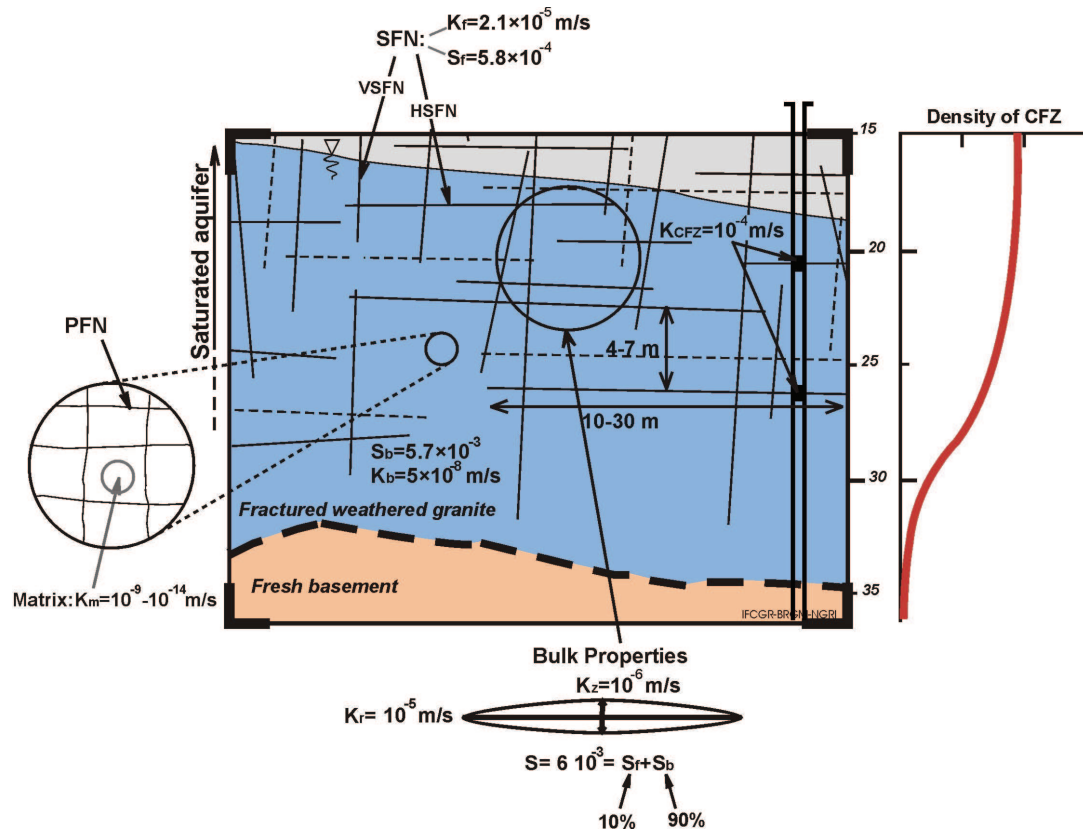 SFN:
Kf=2.1×10⁻⁵ m/s
Sf=5.8×10⁻⁴
VSFN
HSFN
Density of CFZ
15
20
25
30
35
Saturated aquifer
KCFZ=10⁻⁴ m/s
4-7 m
10-30 m
PFN
Sb=5.7×10⁻³
Kb=5×10⁻⁸ m/s
Fractured weathered granite
Fresh basement
Matrix:Km=10⁻⁹-10⁻¹⁴ m/s
IFCGR-BRGM-NGRI
Bulk Properties
Kz=10⁻⁶ m/s
Kr= 10⁻⁵ m/s
S= 6 10⁻³= Sf+Sb
10% 90%